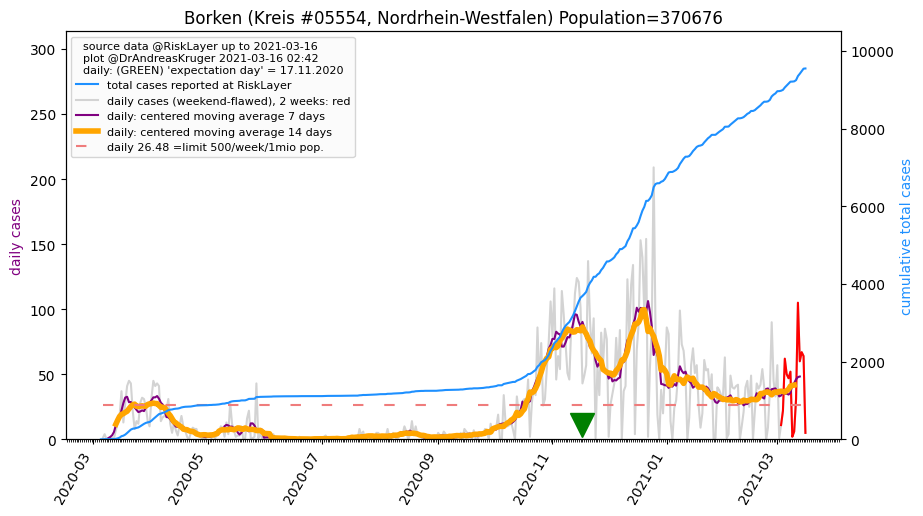 Borken (Kreis #05554, Nordrhein-Westfalen) Population=370676
source data @RiskLayer up to 2021-03-16
plot @DrAndreasKruger 2021-03-16 02:42
daily: (GREEN) 'expectation day' = 17.11.2020
total cases reported at RiskLayer
daily cases (weekend-flawed), 2 weeks: red
daily: centered moving average 7 days
daily: centered moving average 14 days
daily 26.48 =limit 500/week/1mio pop.
daily cases
300
250
200
150
100
50
0
cumulative total cases
10000
8000
6000
4000
2000
0
2020-03
2020-05
2020-07
2020-09
2020-11
2021-01
2021-03